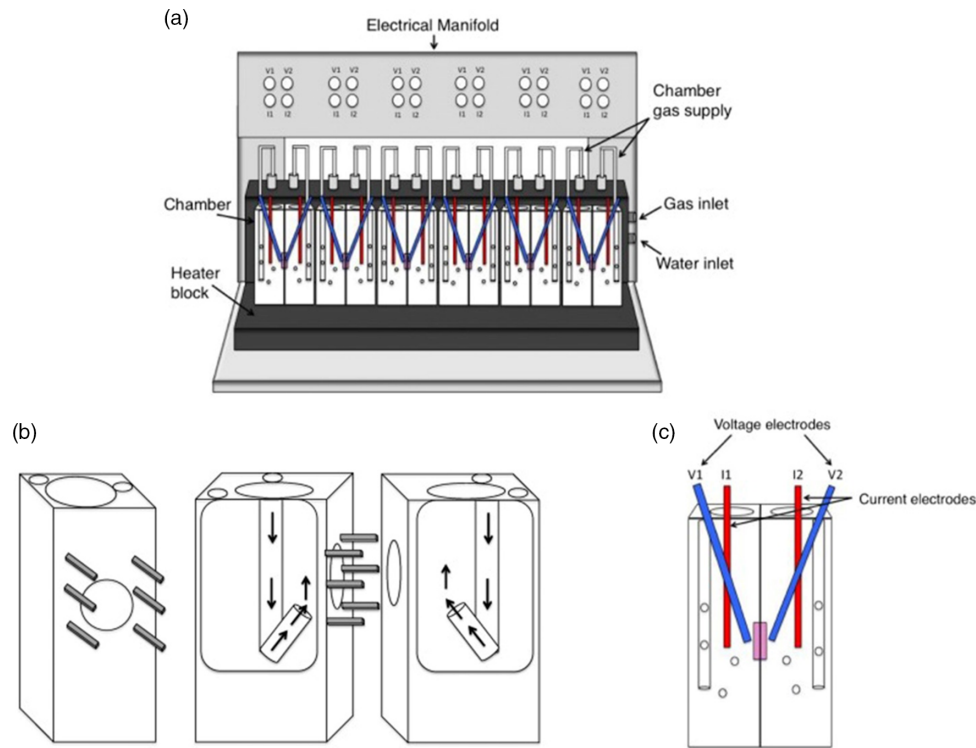 (a)
Electrical Manifold
V1 V2 V1 V2 V1 V2 V1 V2 V1 V2 V1 V2
I1 I2 I1 I2 I1 I2 I1 I2 I1 I2 I1 I2
Chamber
gas supply
Chamber
Gas inlet
Water inlet
Heater
block
(b)
(c)
Voltage electrodes
V1 I1 I2 V2
Current electrodes